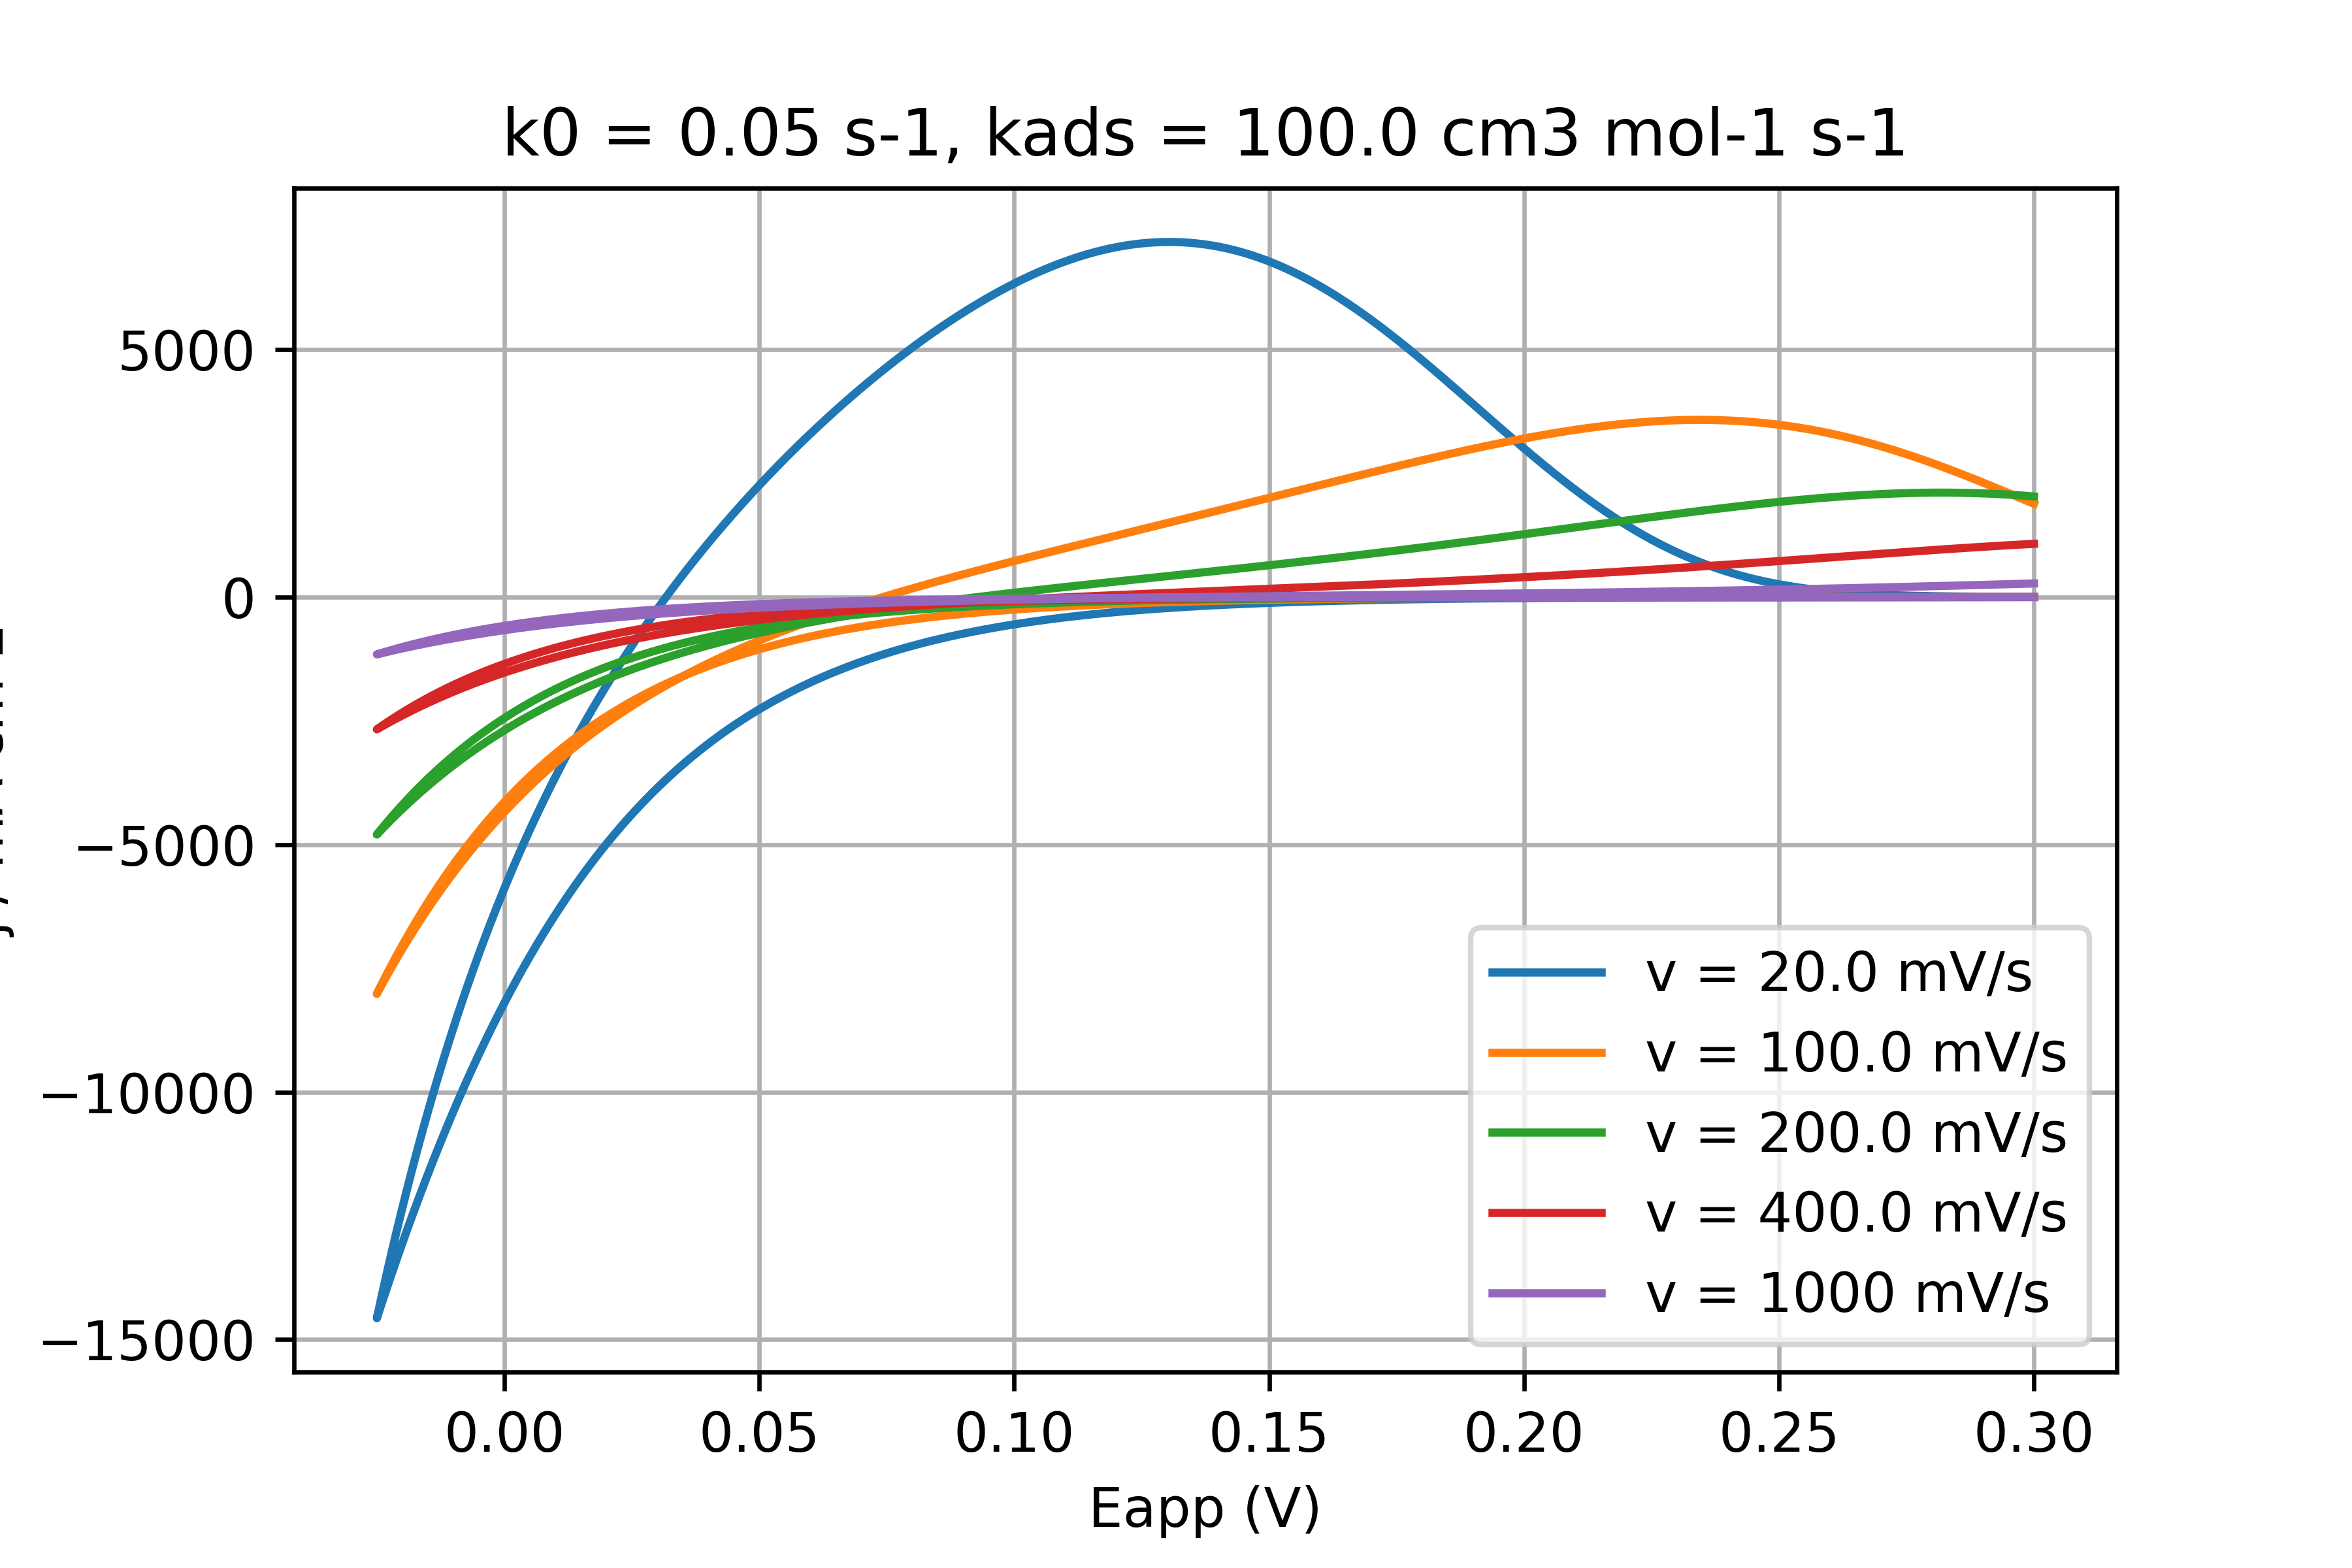 k0 = 0.05 s-1, kads = 100.0 cm3 mol-1 s-1
5000
0
−5000
−10000
−15000
v = 20.0 mV/s
v = 100.0 mV/s
v = 200.0 mV/s
v = 400.0 mV/s
v = 1000 mV/s
0.00 0.05 0.10 0.15 0.20 0.25 0.30
Eapp (V)